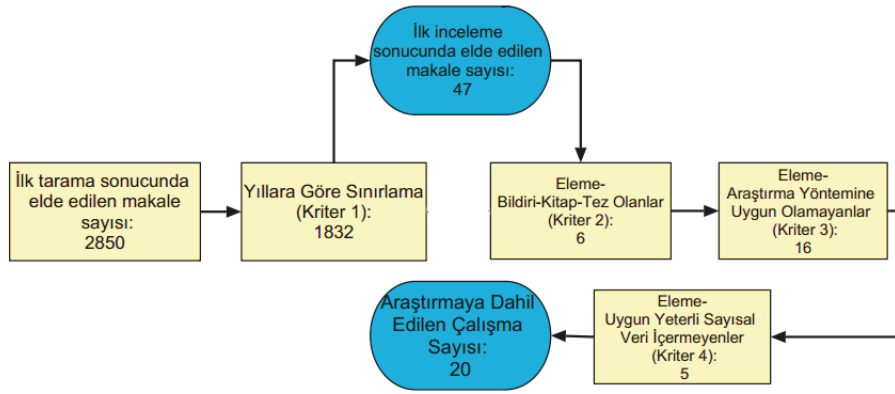 İlk inceleme
sonucunda elde edilen
makale sayısı:
47
İlk tarama sonucunda
elde edilen makale
sayısı:
2850
Yıllara Göre Sınırlama
(Kriter 1):
1832
Eleme-
Bildiri-Kitap-Tez Olanlar
(Kriter 2):
6
Eleme-
Araştırma Yöntemine
Uygun Olamayanlar
(Kriter 3):
16
Eleme-
Uygun Yeterli Sayısal
Veri İçermeyenler
(Kriter 4):
5
Araştırmaya Dahil
Edilen Çalışma
Sayısı:
20